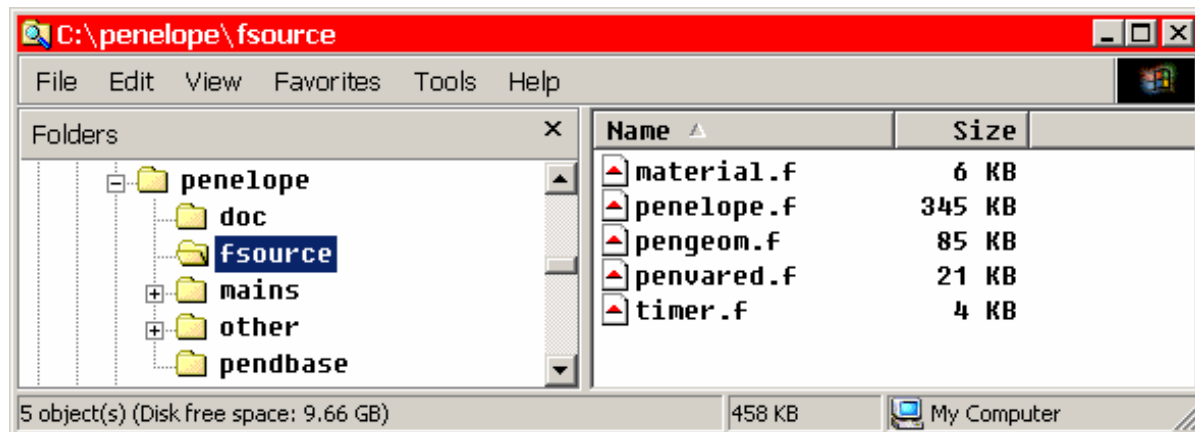 C:\penelope\fsource
File Edit View Favorites Tools Help
Folders
penelope
doc
fsource
mains
other
pendbase
Name Size
material.f 6 KB
penelope.f 345 KB
pengeom.f 85 KB
penvared.f 21 KB
timer.f 4 KB
5 object(s) (Disk free space: 9.66 GB) 458 KB My Computer